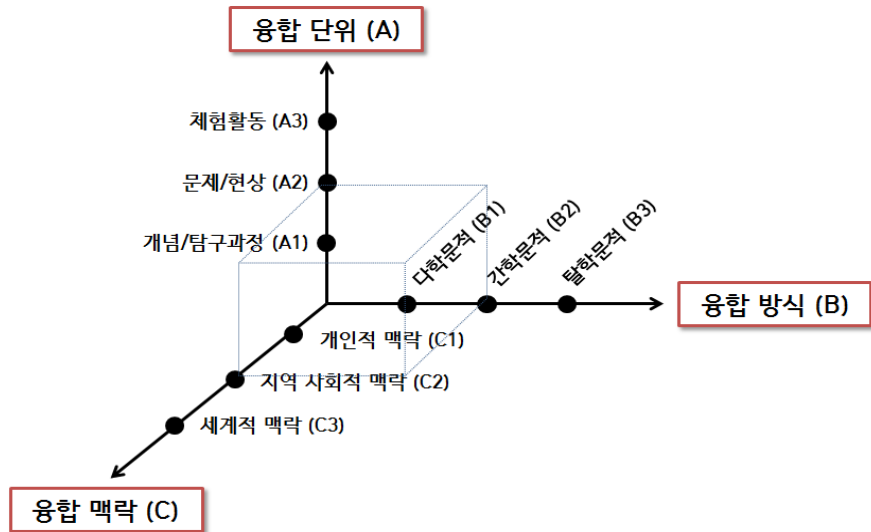 융합 단위 (A)
체험활동 (A3)
문제/현상 (A2)
개념/탐구과정 (A1)
다학문적 (B1)
간학문적 (B2)
탈학문적 (B3)
융합 방식 (B)
개인적 맥락 (C1)
지역 사회적 맥락 (C2)
세계적 맥락 (C3)
융합 맥락 (C)